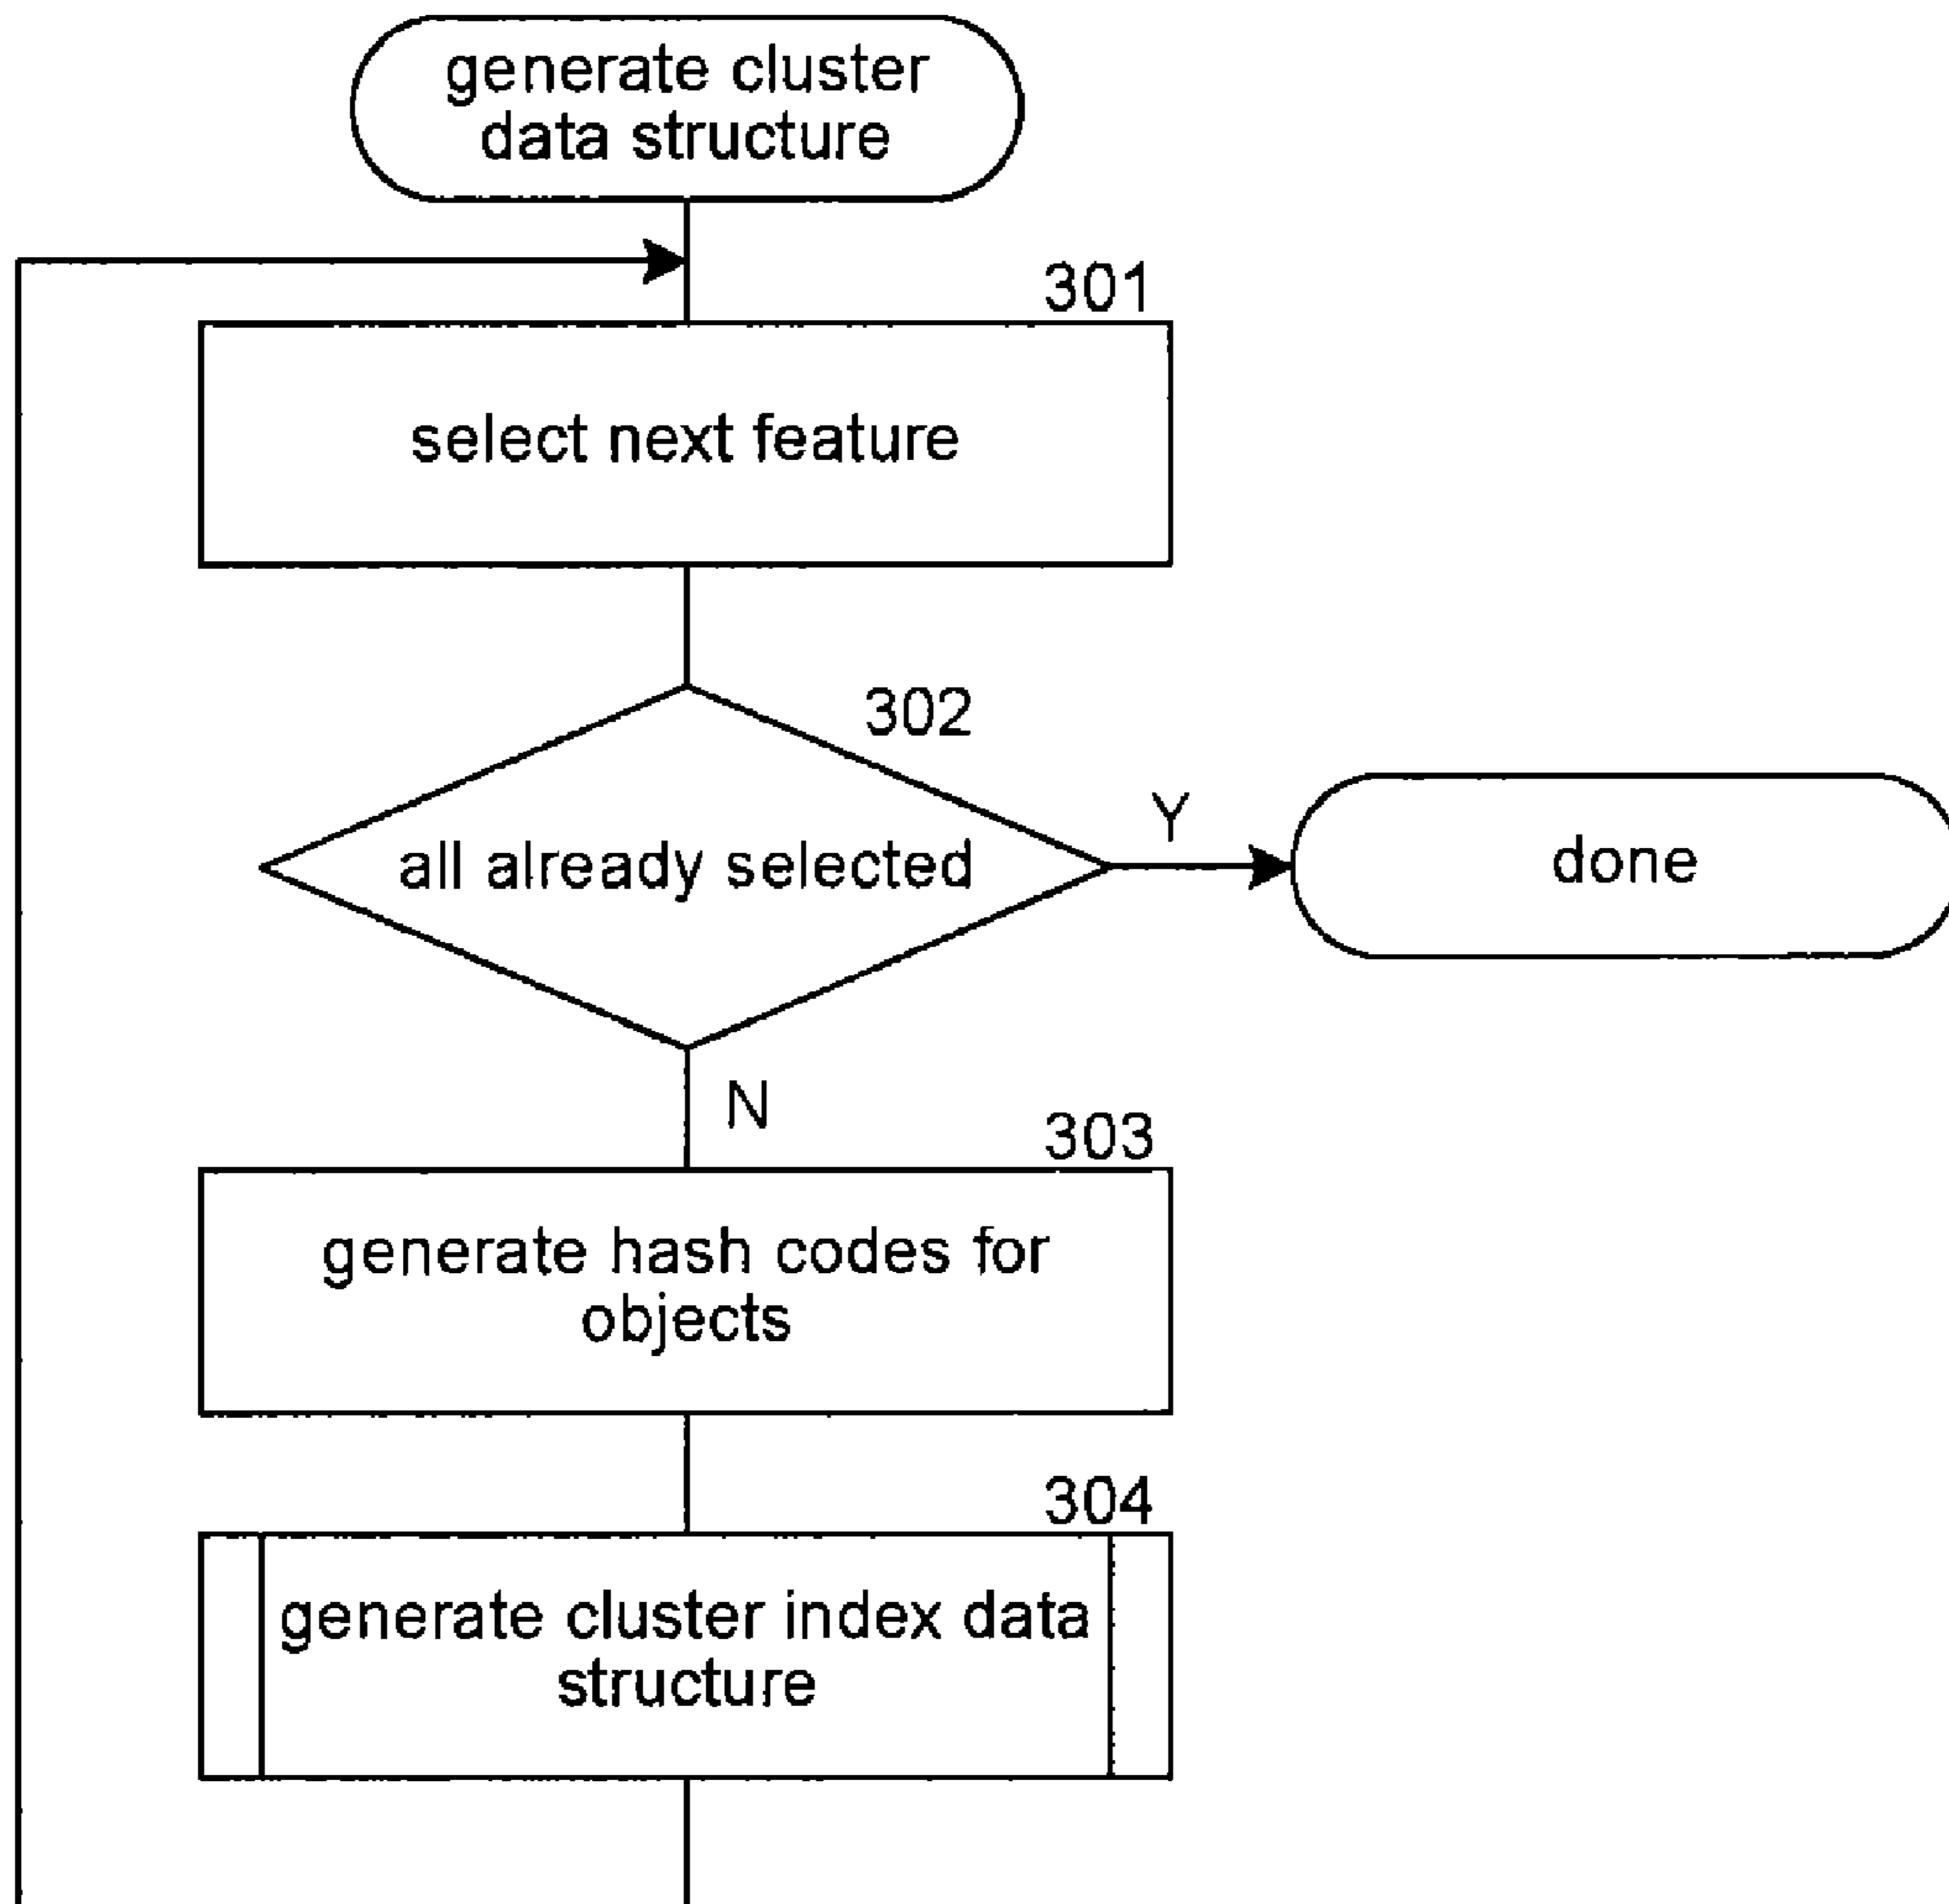 generate cluster
data structure
301
select next feature
302
all already selected
Y
done
N
303
generate hash codes for
objects
304
generate cluster index data
structure